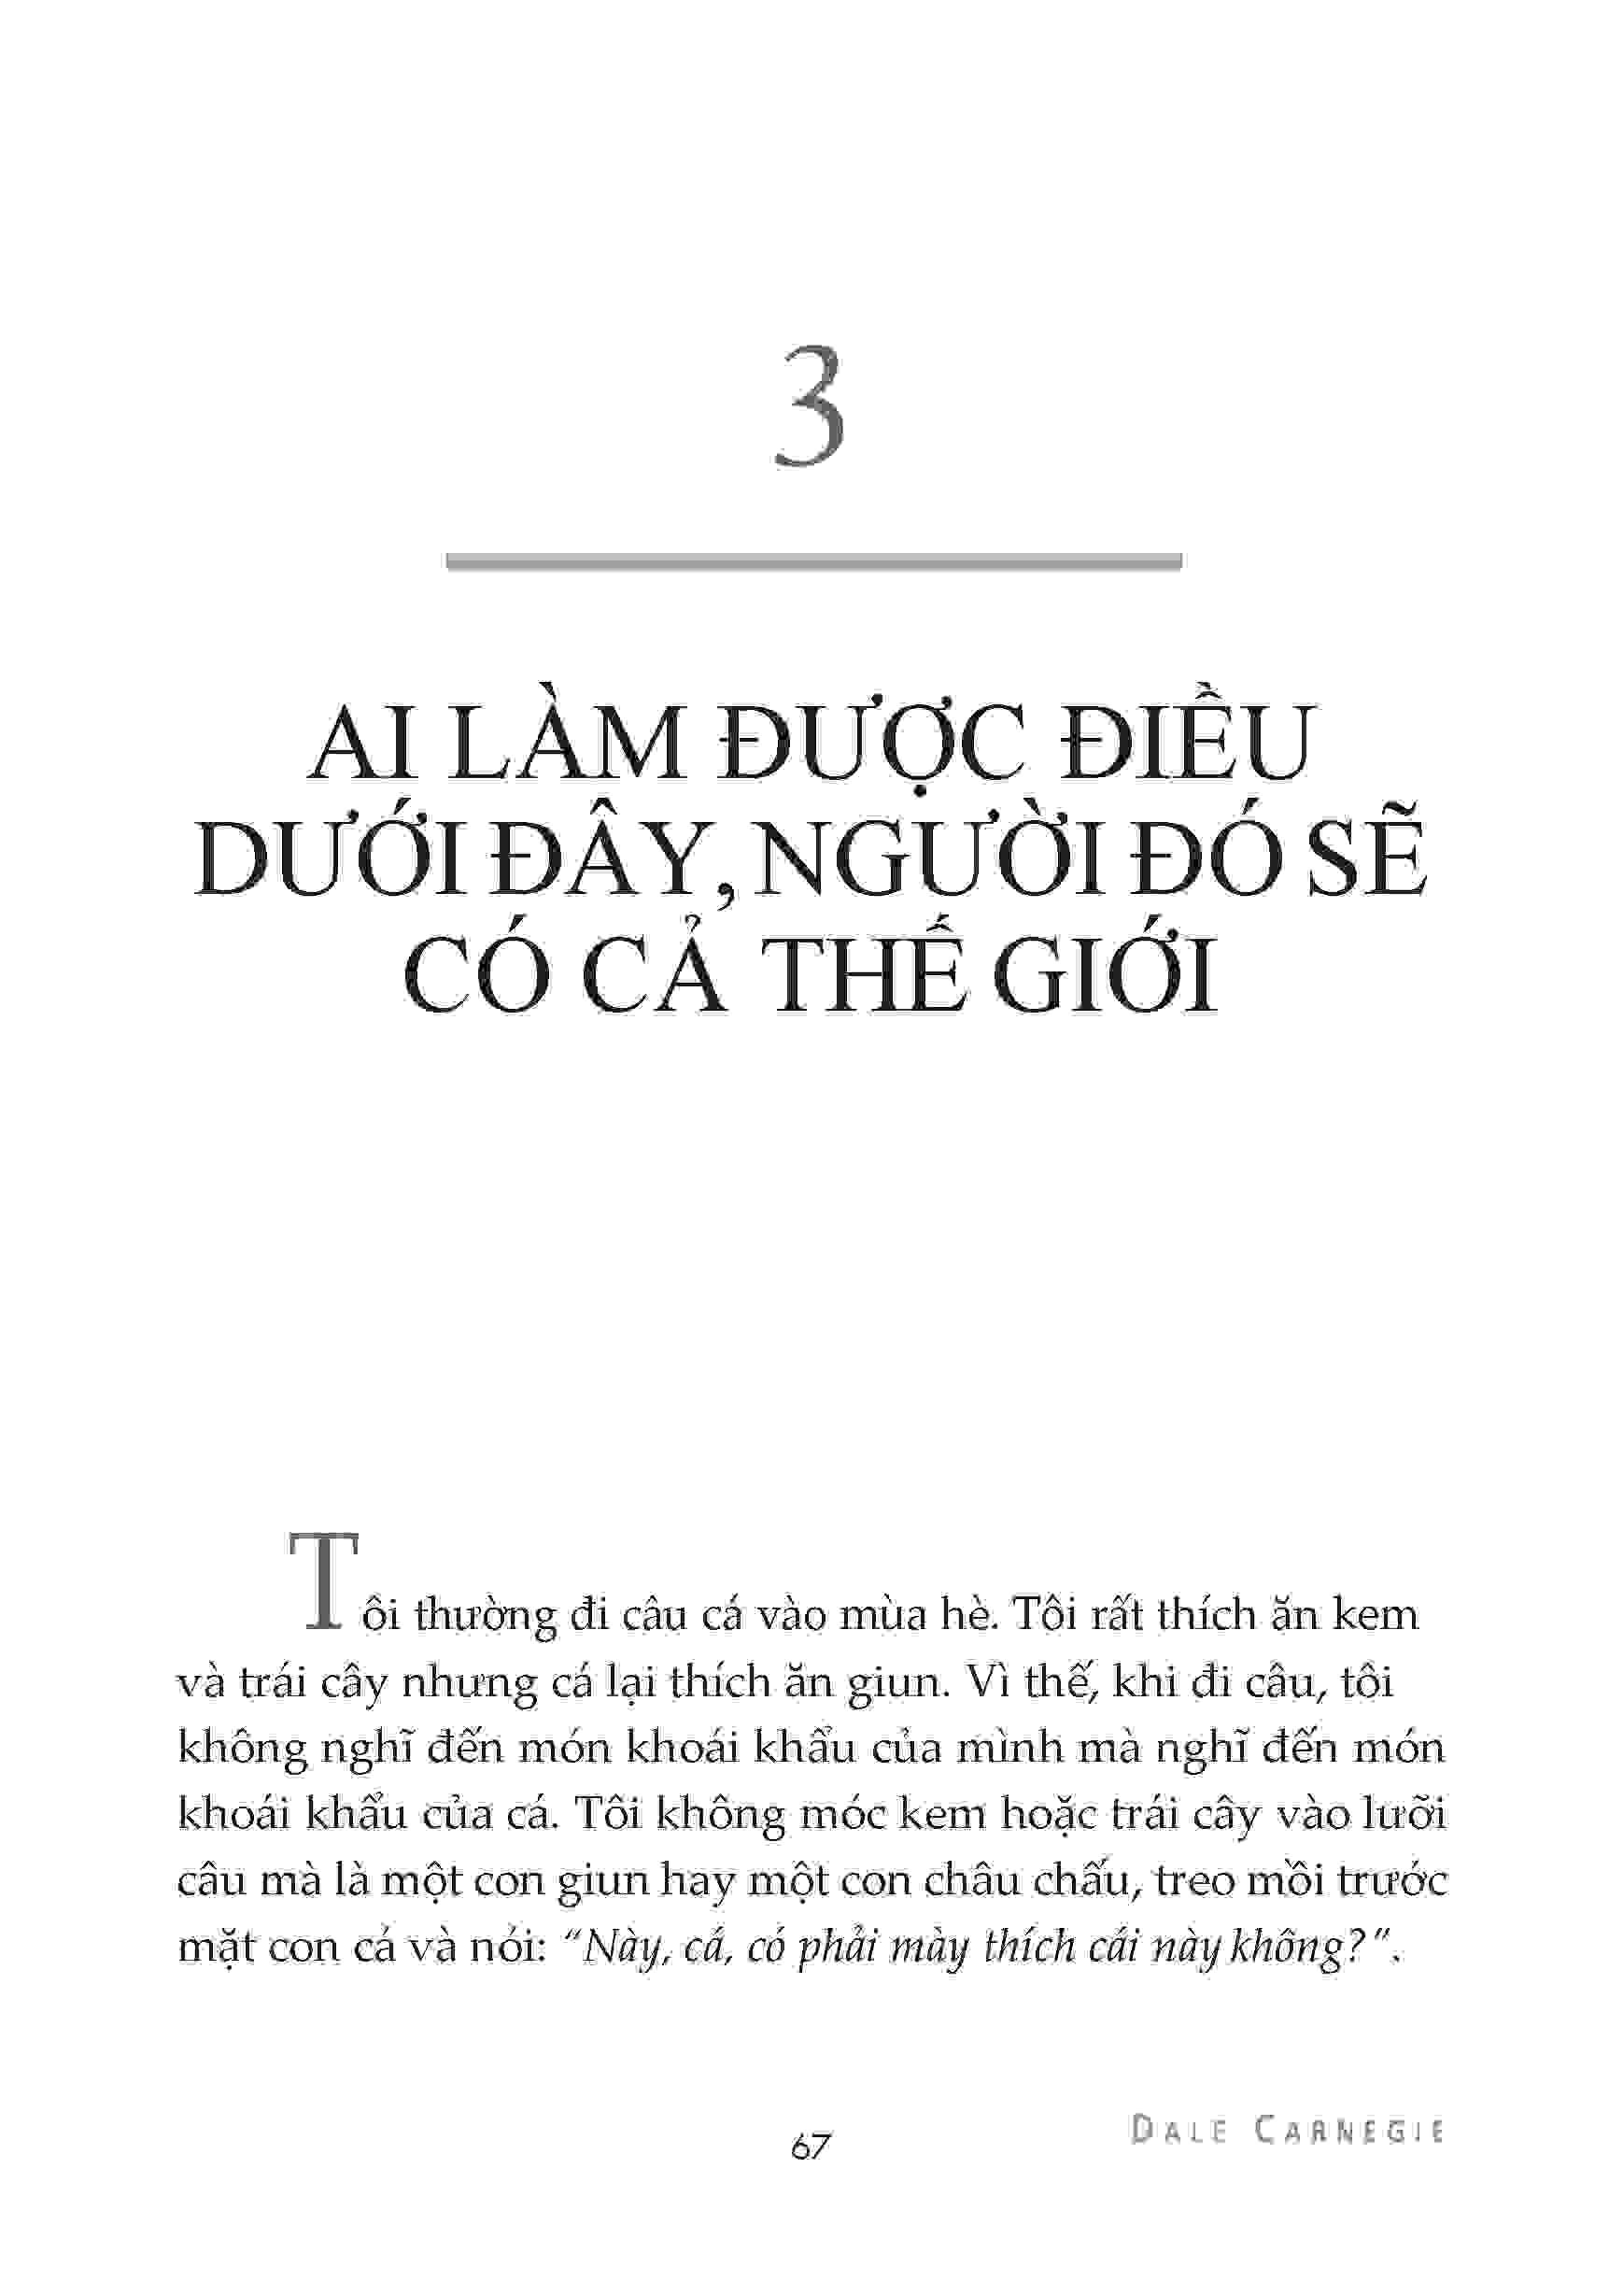 3
AI LÀM ĐƯỢC ĐIỀU
DƯỚI ĐÂY, NGƯỜI ĐÓ SẼ
CÓ CẢ THẾ GIỚI
Tôi thường đi câu cá vào mùa hè. Tôi rất thích ăn kem
và trái cây nhưng cá lại thích ăn giun. Vì thế, khi đi câu, tôi
không nghĩ đến món khoái khẩu của mình mà nghĩ đến món
khoái khẩu của cá. Tôi không móc kem hoặc trái cây vào lưỡi
câu mà là một con giun hay một con châu chấu, treo mồi trước
mặt con cá và nói: “Này, cá, có phải mày thích cái này không?”.
67
DALE CARNEGIE